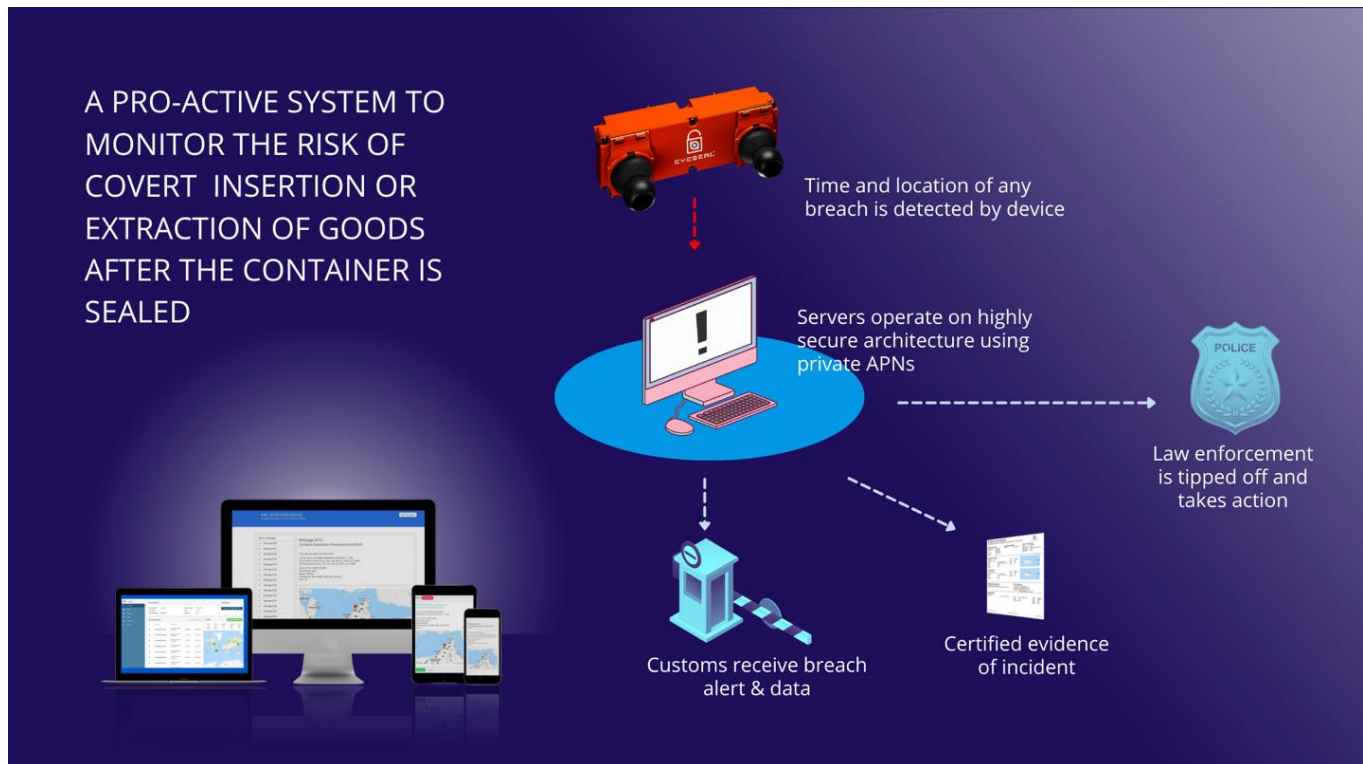 A PRO-ACTIVE SYSTEM TO
MONITOR THE RISK OF
COVERT INSERTION OR
EXTRACTION OF GOODS
AFTER THE CONTAINER IS
SEALED
EYESEAL
Time and location of any
breach is detected by device
!
Servers operate on highly
secure architecture using
private APNs
POLICE
Law enforcement
is tipped off and
takes action
Customs receive breach
alert & data
Certified evidence
of incident